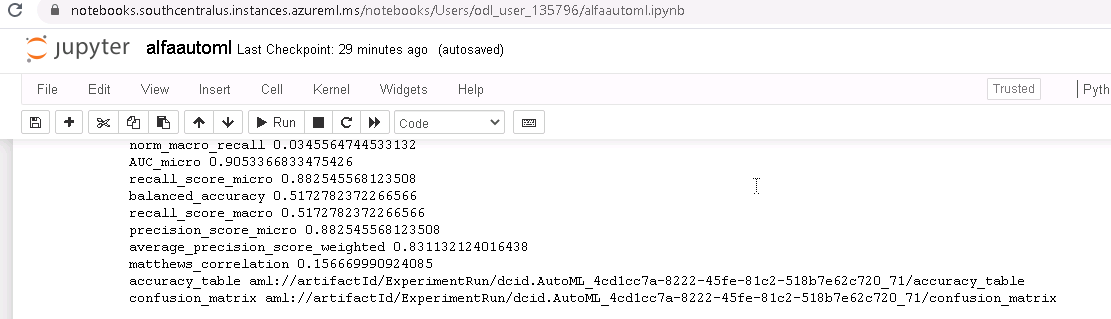 notebooks.southcentralus.instances.azureml.ms/notebooks/Users/odl_user_135796/alfaautoml.ipynb
jupyter alfaautoml Last Checkpoint: 29 minutes ago (autosaved)
File Edit View Insert Cell Kernel Widgets Help Trusted Pyth
Run Code
norm_macro_recall 0.0345564744533132
AUC_micro 0.9053366833475426
recall_score_micro 0.882545568123508
balanced_accuracy 0.5172782372266566
recall_score_macro 0.5172782372266566
precision_score_micro 0.882545568123508
average_precision_score_weighted 0.831132124016438
matthews_correlation 0.156669990924085
accuracy_table aml://artifactId/ExperimentRun/dcid.AutoML_4cd1cc7a-8222-45fe-81c2-518b7e62c720_71/accuracy_table
confusion_matrix aml://artifactId/ExperimentRun/dcid.AutoML_4cd1cc7a-8222-45fe-81c2-518b7e62c720_71/confusion_matrix